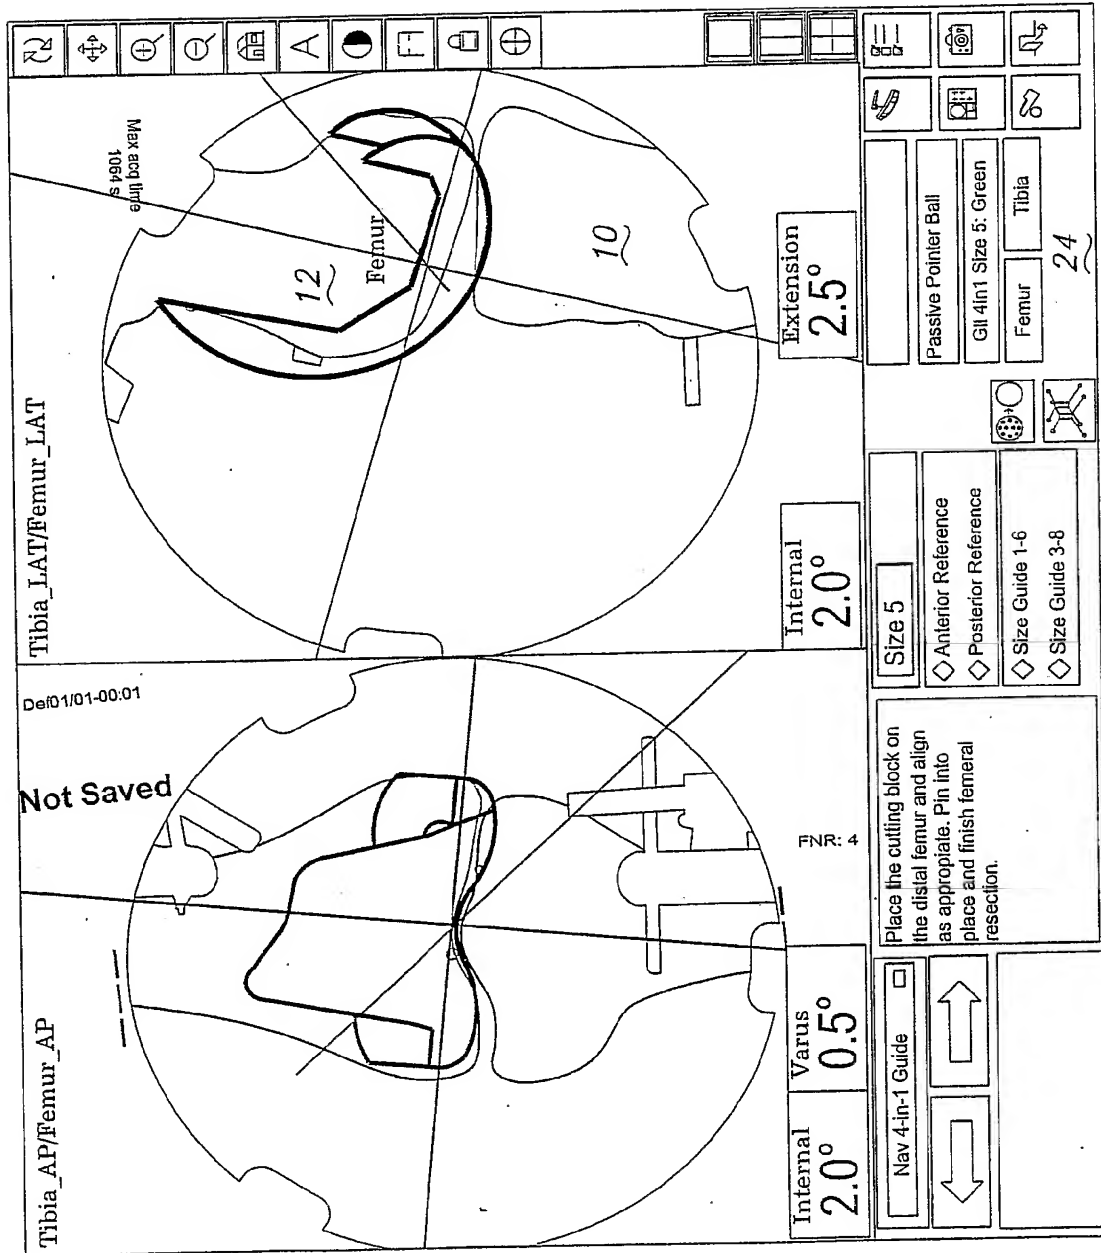 Tibia_AP/Femur_AP
Not Saved
Def01/01-00:01
FNR: 4
Internal
2.0°
Varus
0.5°
Tibia_LAT/Femur_LAT
Max acq time
1064 s
12
Femur
10
Internal
2.0°
Extension
2.5°
A
Nav 4-in-1 Guide
Place the cutting block on
the distal femur and align
as appropiate. Pin into
place and finish femeral
resection.
Size 5
Anterior Reference
Posterior Reference
Size Guide 1-6
Size Guide 3-8
Passive Pointer Ball
GII 4in1 Size 5: Green
Femur
Tibia
24